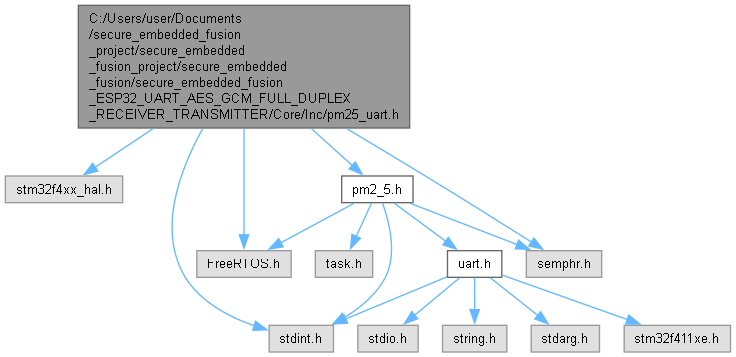 C:/Users/user/Documents
/secure_embedded_fusion
_project/secure_embedded
_fusion_project/secure_embedded
_fusion/secure_embedded_fusion
_ESP32_UART_AES_GCM_FULL_DUPLEX
_RECEIVER_TRANSMITTER/Core/Inc/pm25_uart.h
stm32f4xx_hal.h
pm2_5.h
FreeRTOS.h
task.h
uart.h
semphr.h
stdint.h
stdio.h
string.h
stdarg.h
stm32f411xe.h